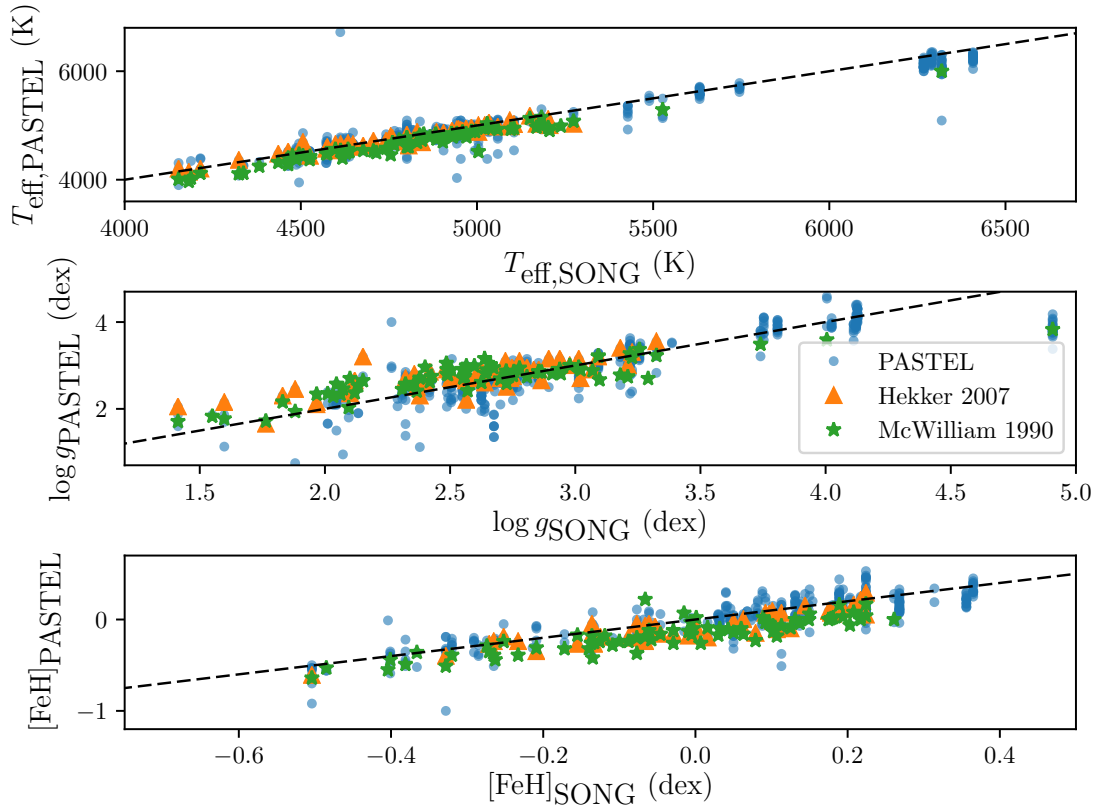 T_eff,PASTEL (K)
6000
4000
4000 4500 5000 5500 6000 6500
T_eff,SONG (K)
log g_PASTEL (dex)
4
2
PASTEL
Hekker 2007
McWilliam 1990
1.5 2.0 2.5 3.0 3.5 4.0 4.5 5.0
log g_SONG (dex)
[FeH]_PASTEL
0
−1
−0.6 −0.4 −0.2 0.0 0.2 0.4
[FeH]_SONG (dex)